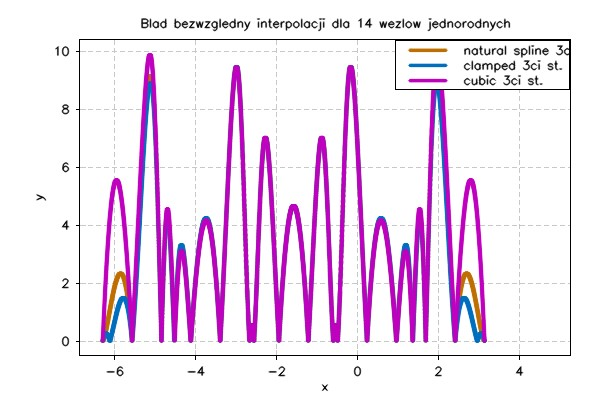 Blad bezwzgledny interpolacji dla 14 wezlow jednorodnych
natural spline 3c
clamped 3ci st.
cubic 3ci st.
10
8
6
4
2
0
y
−6 −4 −2 0 2 4
x